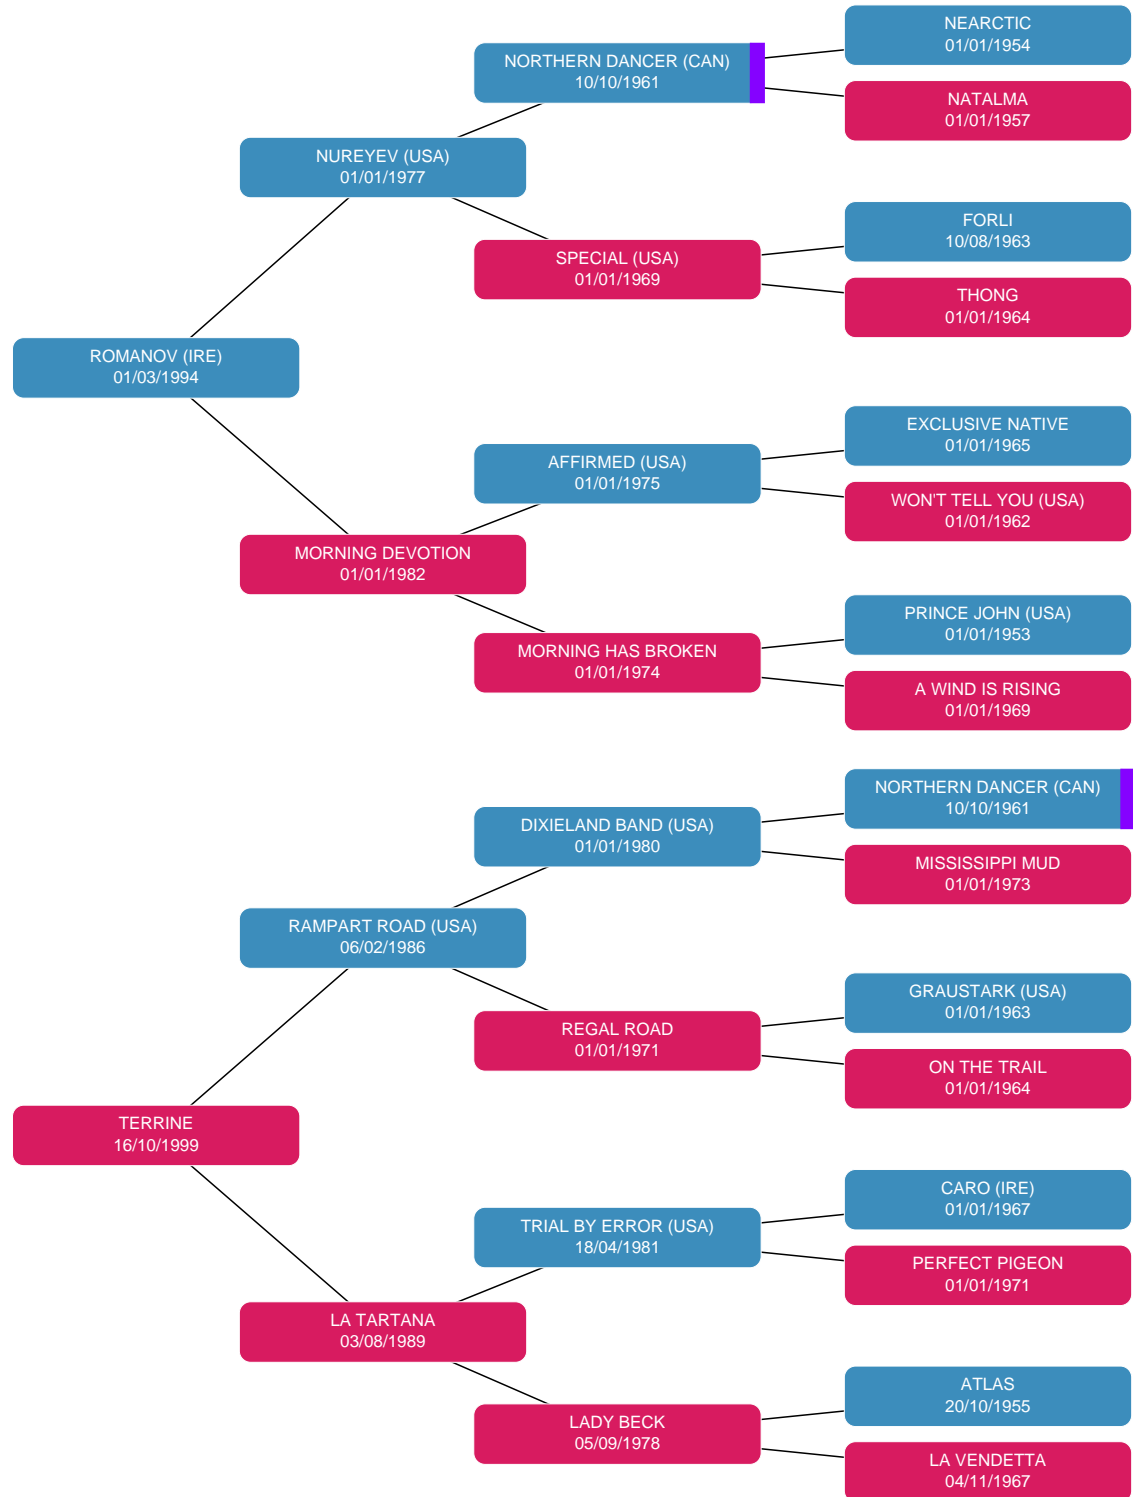 NEARCTIC
01/01/1954
NORTHERN DANCER (CAN)
10/10/1961
NATALMA
01/01/1957
NUREYEV (USA)
01/01/1977
FORLI
10/08/1963
SPECIAL (USA)
01/01/1969
THONG
01/01/1964
ROMANOV (IRE)
01/03/1994
EXCLUSIVE NATIVE
01/01/1965
AFFIRMED (USA)
01/01/1975
WON'T TELL YOU (USA)
01/01/1962
MORNING DEVOTION
01/01/1982
PRINCE JOHN (USA)
01/01/1953
MORNING HAS BROKEN
01/01/1974
A WIND IS RISING
01/01/1969
NORTHERN DANCER (CAN)
10/10/1961
DIXIELAND BAND (USA)
01/01/1980
MISSISSIPPI MUD
01/01/1973
RAMPART ROAD (USA)
06/02/1986
GRAUSTARK (USA)
01/01/1963
REGAL ROAD
01/01/1971
ON THE TRAIL
01/01/1964
TERRINE
16/10/1999
CARO (IRE)
01/01/1967
TRIAL BY ERROR (USA)
18/04/1981
PERFECT PIGEON
01/01/1971
LA TARTANA
03/08/1989
ATLAS
20/10/1955
LADY BECK
05/09/1978
LA VENDETTA
04/11/1967